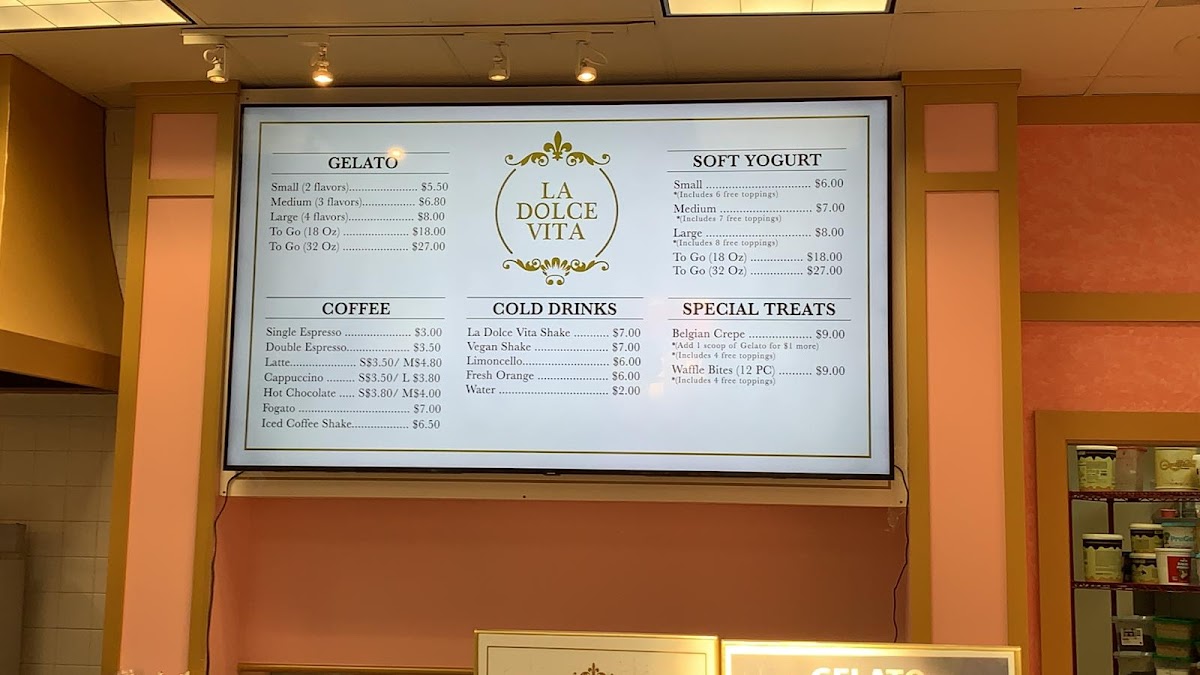 GELATO
Small (2 flavors)..................... $5.50
Medium (3 flavors)................ $6.80
Large (4 flavors)..................... $8.00
To Go (18 Oz) ..................... $18.00
To Go (32 Oz) ..................... $27.00
LA
DOLCE
VITA
SOFT YOGURT
Small ................................ $6.00
*(Includes 6 free toppings)
Medium ............................ $7.00
*(Includes 7 free toppings)
Large ................................ $8.00
*(Includes 8 free toppings)
To Go (18 Oz) ................ $18.00
To Go (32 Oz) ................ $27.00
COFFEE
Single Espresso .................... $3.00
Double Espresso................... $3.50
Latte.................... S$3.50/ M$4.80
Cappuccino ......... S$3.50/ L $3.80
Hot Chocolate ..... S$3.80/ M$4.00
Fogato .................................. $7.00
Iced Coffee Shake................. $6.50
COLD DRINKS
La Dolce Vita Shake .......... $7.00
Vegan Shake ....................... $7.00
Limoncello.......................... $6.00
Fresh Orange ..................... $6.00
Water .................................. $2.00
SPECIAL TREATS
Belgian Crepe ................... $9.00
*(Add 1 scoop of Gelato for $1 more)
*(Includes 4 free toppings)
Waffle Bites (12 PC) .......... $9.00
*(Includes 4 free toppings)
GELATO